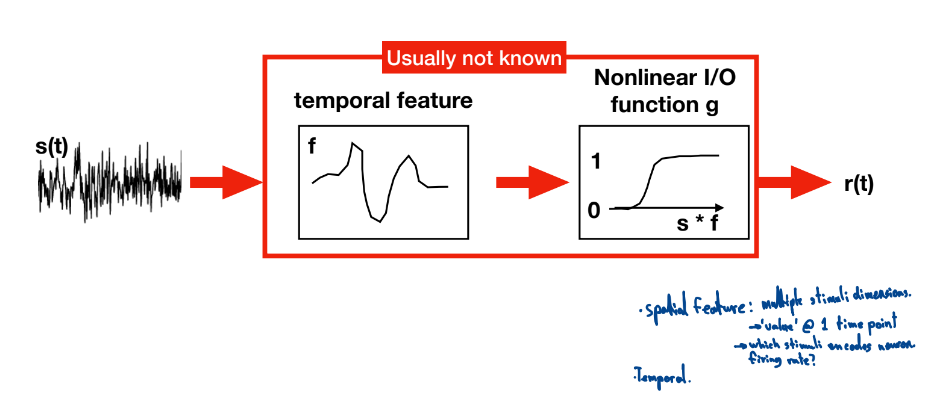 Usually not known
temporal feature
Nonlinear I/O
function g
s(t)
f
1
0
s * f
r(t)
· spatial feature: multiple stimuli dimensions.
→ 'value' @ 1 time point
→ which stimuli encodes neuron
firing rate?
· Temporal.